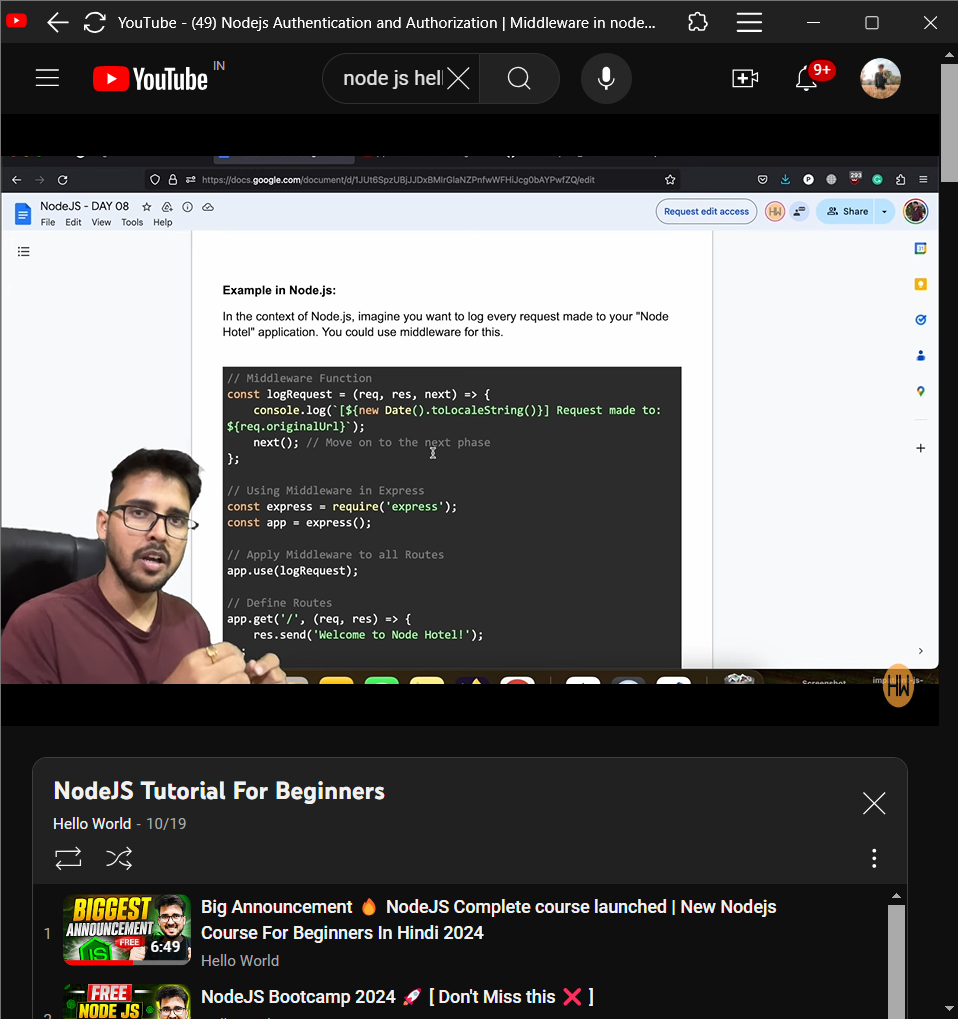 YouTube - (49) Nodejs Authentication and Authorization | Middleware in node...
YouTube IN
node js hel
9+
https://docs.google.com/document/d/1JUt6SpzUBjJJDxBMIrGlaNZPnfwWFHiJcg0bAYPwfZQ/edit
293
NodeJS - DAY 08
File Edit View Tools Help
Request edit access
HW
Share
Example in Node.js:
In the context of Node.js, imagine you want to log every request made to your "Node
Hotel" application. You could use middleware for this.
// Middleware Function
const logRequest = (req, res, next) => {
console.log(`[${new Date().toLocaleString()}] Request made to:
${req.originalUrl}`);
next(); // Move on to the next phase
};
// Using Middleware in Express
const express = require('express');
const app = express();
// Apply Middleware to all Routes
app.use(logRequest);
// Define Routes
app.get('/', (req, res) => {
res.send('Welcome to Node Hotel!');
Screenshot
HW
NodeJS Tutorial For Beginners
Hello World - 10/19
1
BIGGEST
ANNOUNCEMENT
FREE
JS
6:49
Big Announcement 🔥 NodeJS Complete course launched | New Nodejs
Course For Beginners In Hindi 2024
Hello World
FREE
NODE JS
NodeJS Bootcamp 2024 🚀 [ Don't Miss this ❌ ]